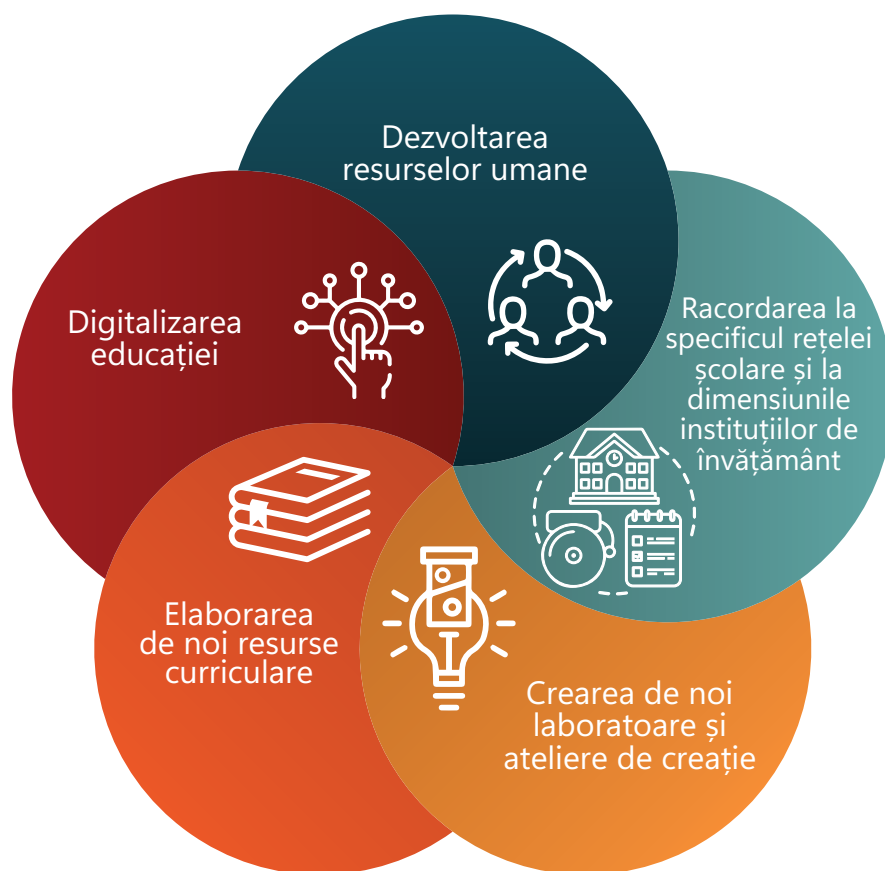 Dezvoltarea
resurselor umane
Digitalizarea
educației
Racordarea la
specificul rețelei
școlare și la
dimensiunile
instituțiilor de
învățământ
Elaborarea
de noi resurse
curriculare
Crearea de noi
laboratoare și
ateliere de creație